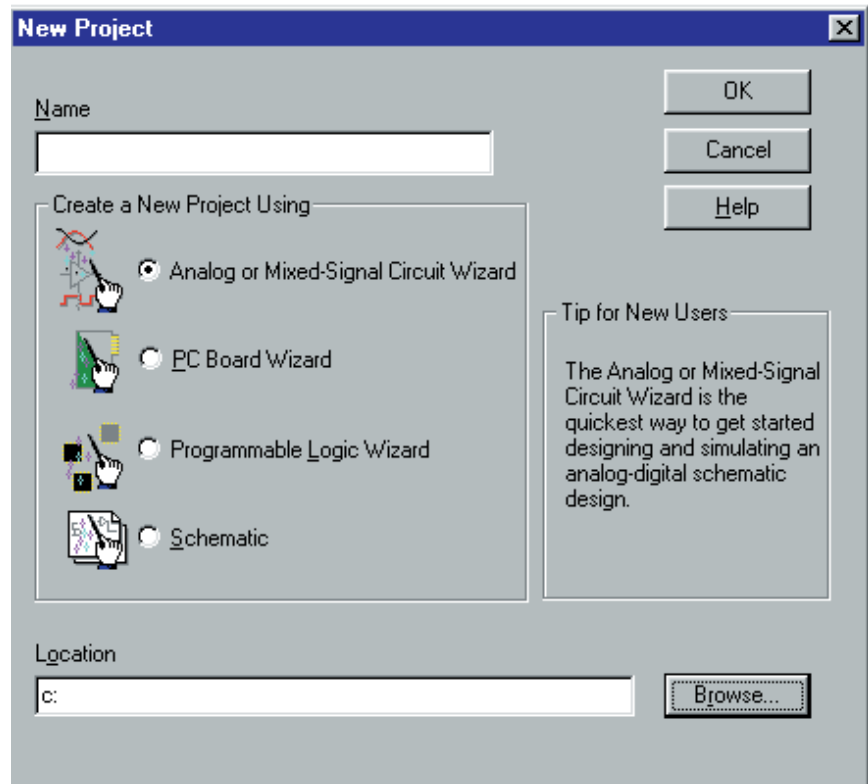 New Project
Name
OK
Cancel
Help
Create a New Project Using
Analog or Mixed-Signal Circuit Wizard
PC Board Wizard
Programmable Logic Wizard
Schematic
Tip for New Users
The Analog or Mixed-Signal
Circuit Wizard is the
quickest way to get started
designing and simulating an
analog-digital schematic
design.
Location
c:
Browse...